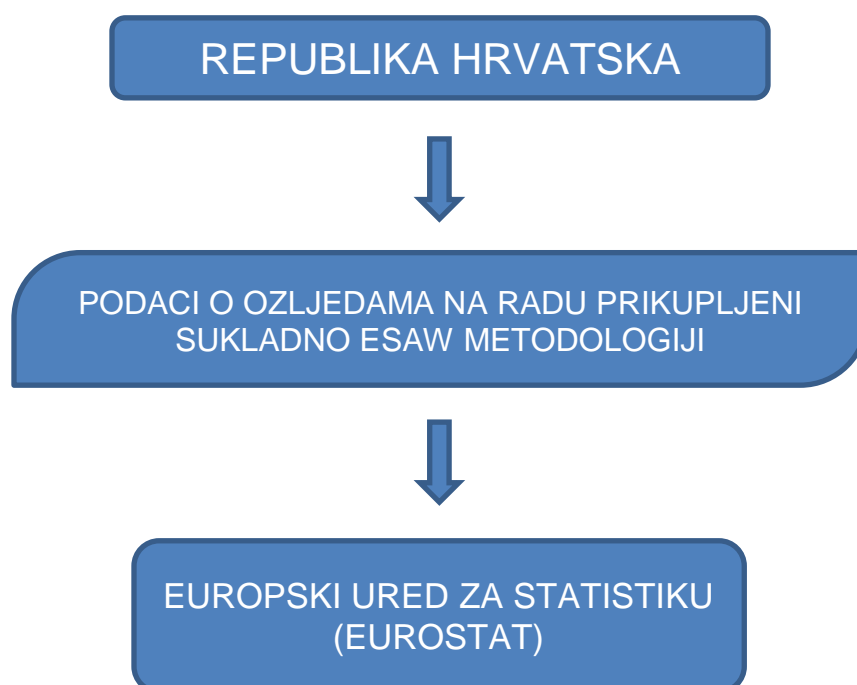 REPUBLIKA HRVATSKA
PODACI O OZLJEDAMA NA RADU PRIKUPLJENI
SUKLADNO ESAW METODOLOGIJI
EUROPSKI URED ZA STATISTIKU
(EUROSTAT)